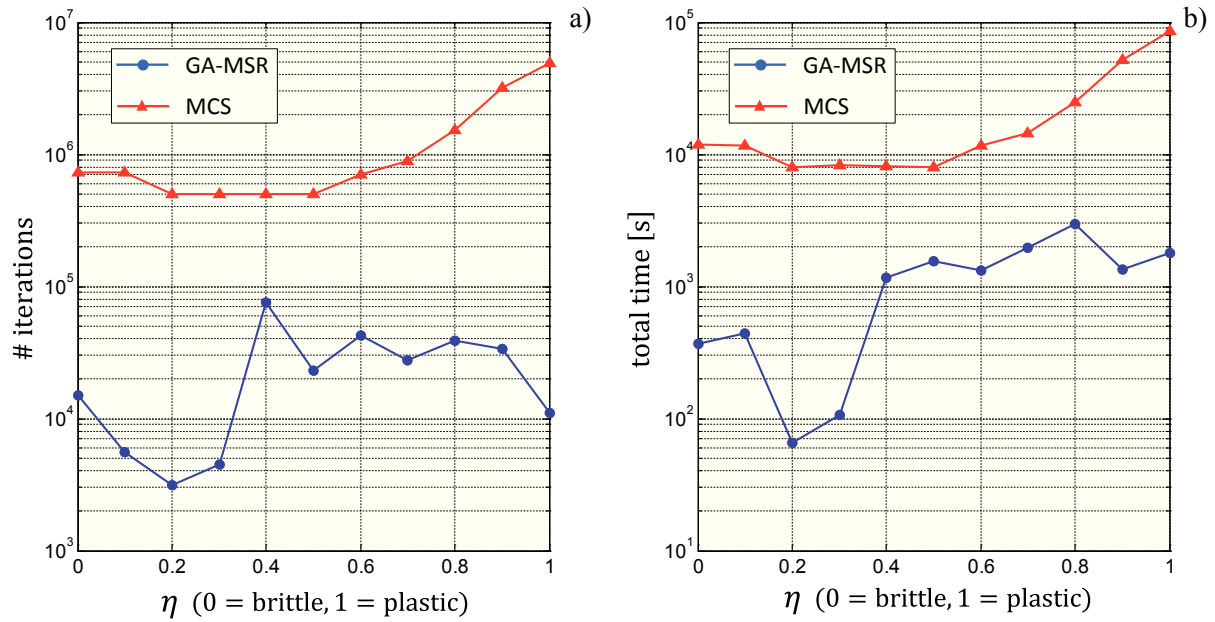 a)
10^7
10^6
10^5
10^4
10^3
# iterations
GA-MSR
MCS
0 0.2 0.4 0.6 0.8 1
η (0 = brittle, 1 = plastic)
b)
10^5
10^4
10^3
10^2
10^1
total time [s]
GA-MSR
MCS
0 0.2 0.4 0.6 0.8 1
η (0 = brittle, 1 = plastic)